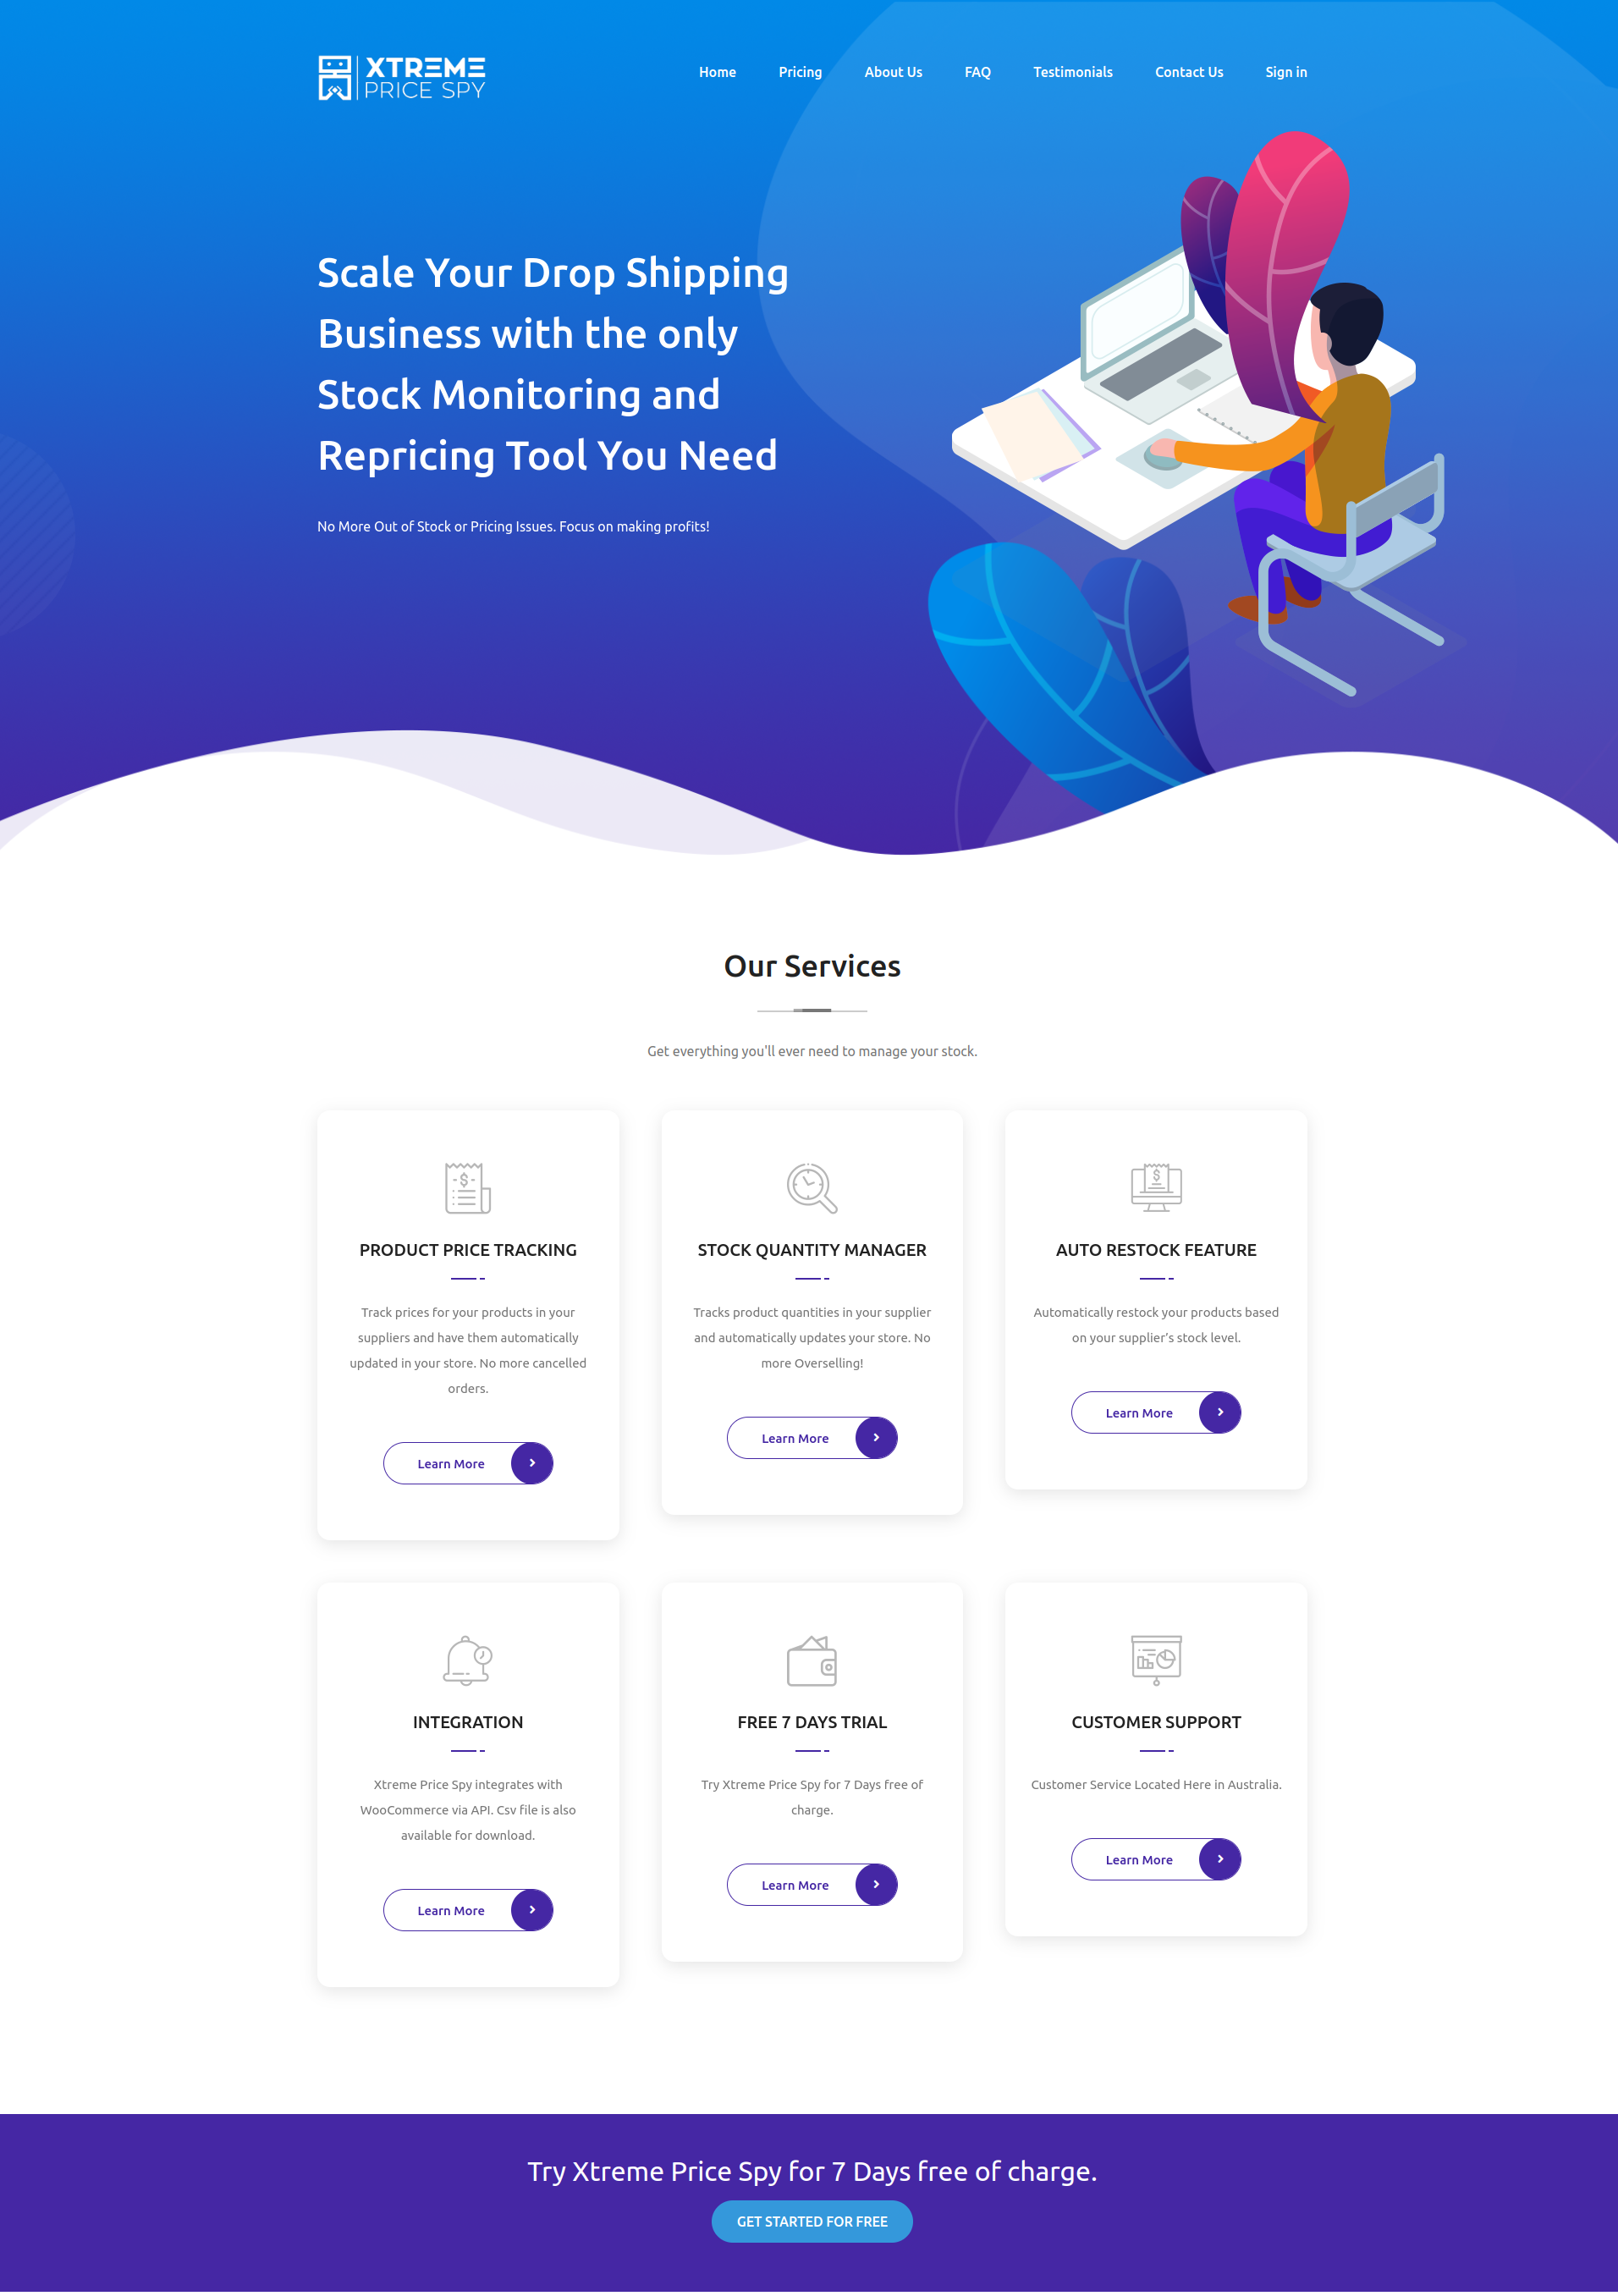 XTREME
PRICE SPY
Home
Pricing
About Us
FAQ
Testimonials
Contact Us
Sign in
Scale Your Drop Shipping
Business with the only
Stock Monitoring and
Repricing Tool You Need
No More Out of Stock or Pricing Issues. Focus on making profits!
Our Services
Get everything you'll ever need to manage your stock.
PRODUCT PRICE TRACKING
Track prices for your products in your
suppliers and have them automatically
updated in your store. No more cancelled
orders.
Learn More
STOCK QUANTITY MANAGER
Tracks product quantities in your supplier
and automatically updates your store. No
more Overselling!
Learn More
AUTO RESTOCK FEATURE
Automatically restock your products based
on your supplier’s stock level.
Learn More
INTEGRATION
Xtreme Price Spy integrates with
WooCommerce via API. Csv file is also
available for download.
Learn More
FREE 7 DAYS TRIAL
Try Xtreme Price Spy for 7 Days free of
charge.
Learn More
CUSTOMER SUPPORT
Customer Service Located Here in Australia.
Learn More
Try Xtreme Price Spy for 7 Days free of charge.
GET STARTED FOR FREE